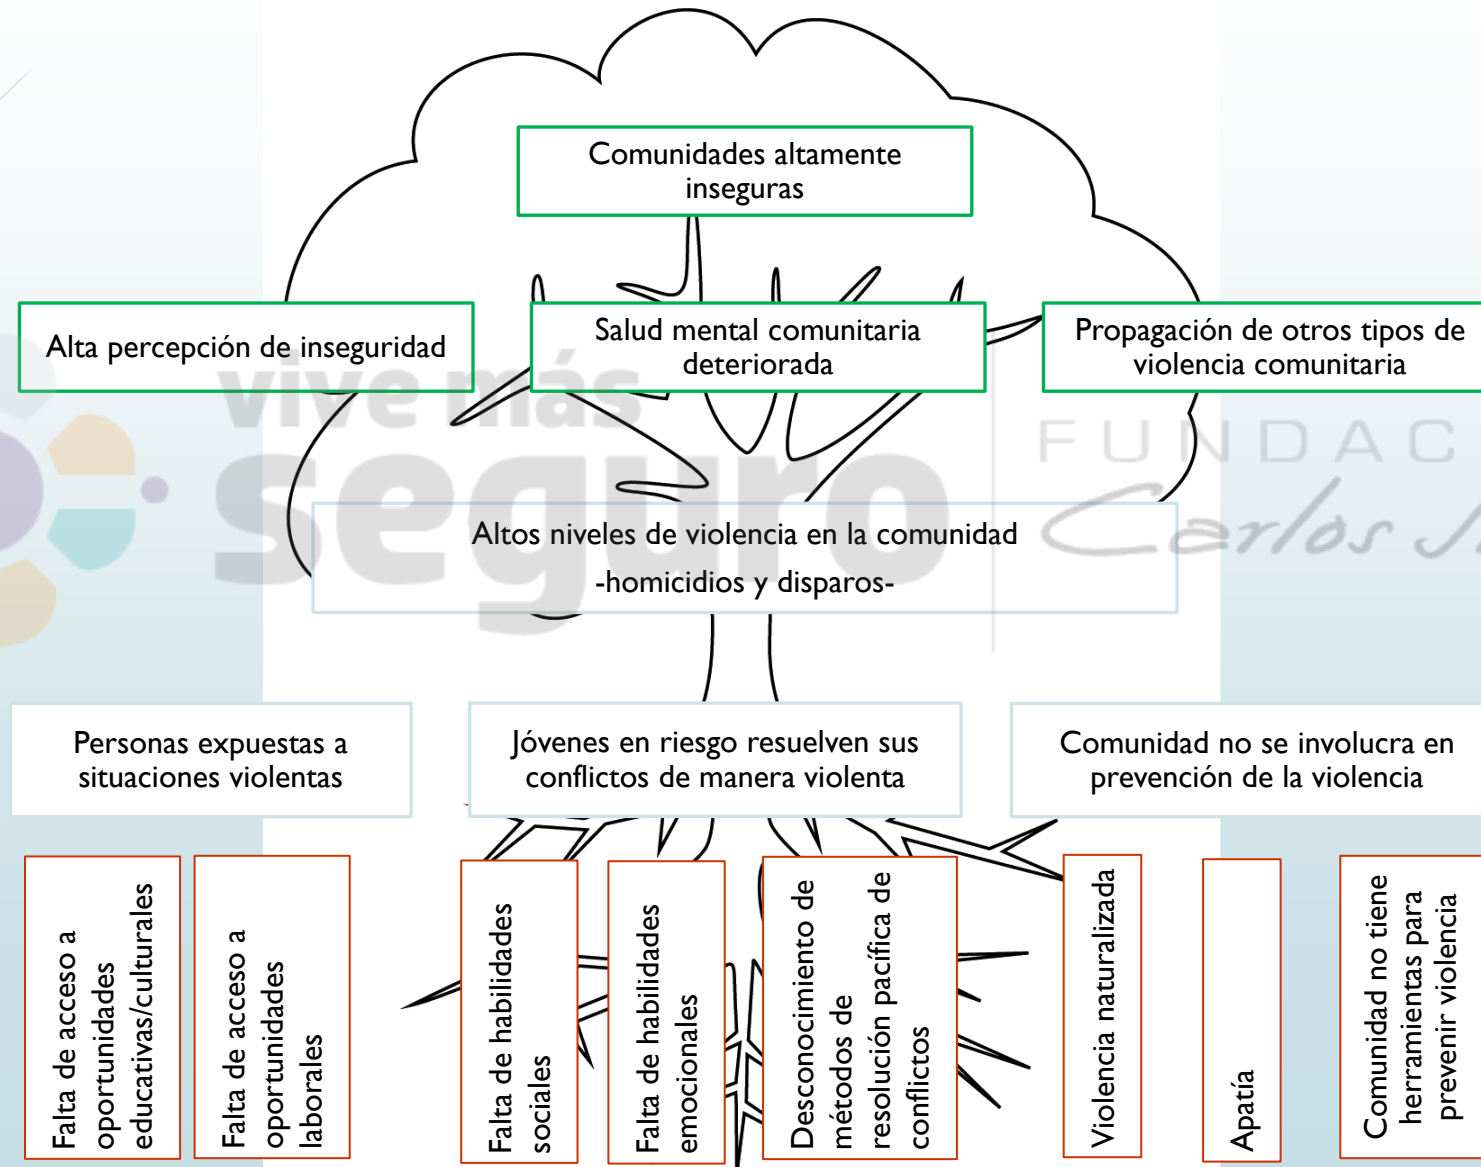 Comunidades altamente
inseguras
Alta percepción de inseguridad
Salud mental comunitaria
deteriorada
Propagación de otros tipos de
violencia comunitaria
vive más
seguro
FUNDAC
Carlos
Altos niveles de violencia en la comunidad
-homicidios y disparos-
Personas expuestas a
situaciones violentas
Jóvenes en riesgo resuelven sus
conflictos de manera violenta
Comunidad no se involucra en
prevención de la violencia
Falta de acceso a
oportunidades
educativas/culturales
Falta de acceso a
oportunidades
laborales
Falta de habilidades
sociales
Falta de habilidades
emocionales
Desconocimiento de
métodos de
resolución pacífica de
conflictos
Violencia naturalizada
Apatía
Comunidad no tiene
herramientas para
prevenir violencia